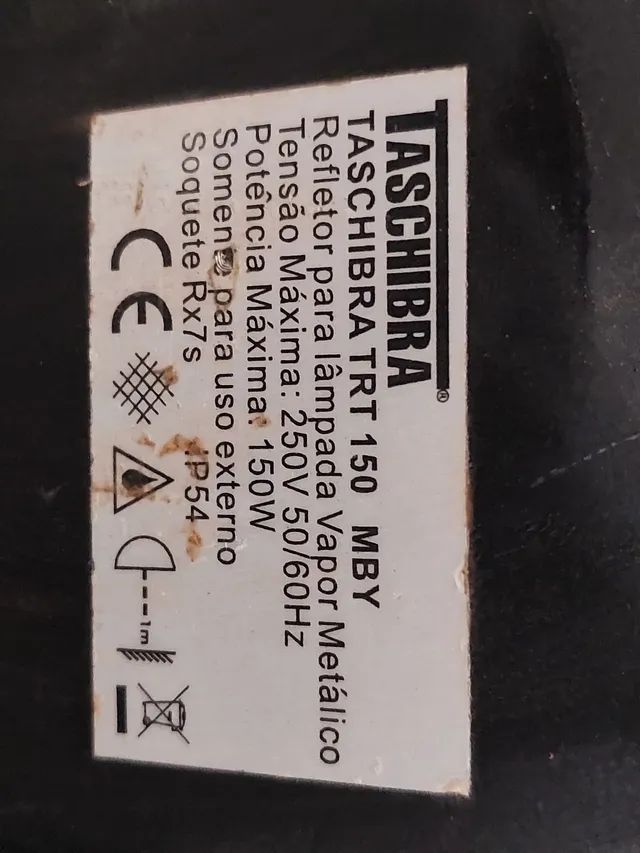 TASCHIBRA®
TASCHIBRA TRT 150 MBY
Refletor para lâmpada Vapor Metálico
Tensão Máxima: 250V 50/60Hz
Potência Máxima: 150W
Somente para uso externo
Soquete Rx7s IP54
CE
1m